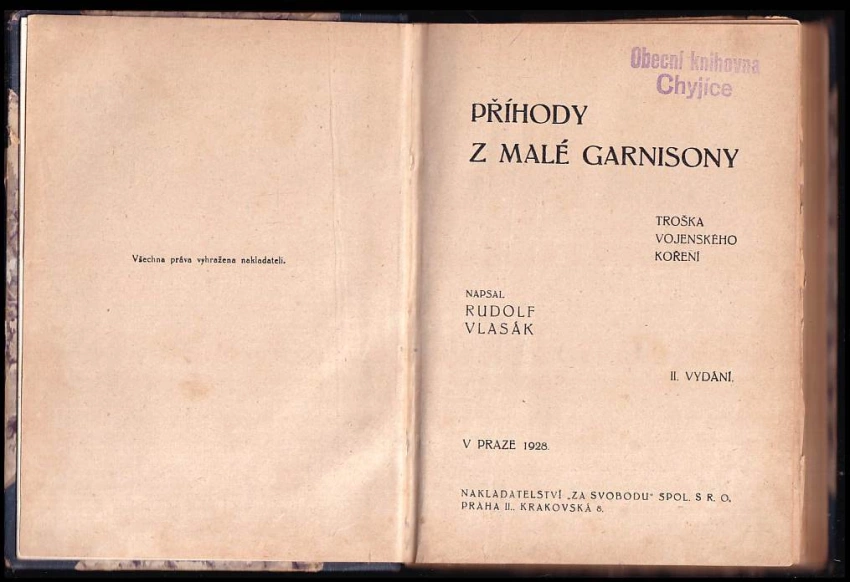 Všechna práva vyhražena nakladateli.
Obecní knihovna
Chyjice
PŘÍHODY
Z MALÉ GARNISONY
TROŠKA
VOJENSKÉHO
KOŘENÍ
NAPSAL
RUDOLF
VLASÁK
II. VYDÁNÍ.
V PRAZE 1928.
NAKLADATELSTVÍ „ZA SVOBODU" SPOL. S R. O.
PRAHA II., KRAKOVSKÁ 8.